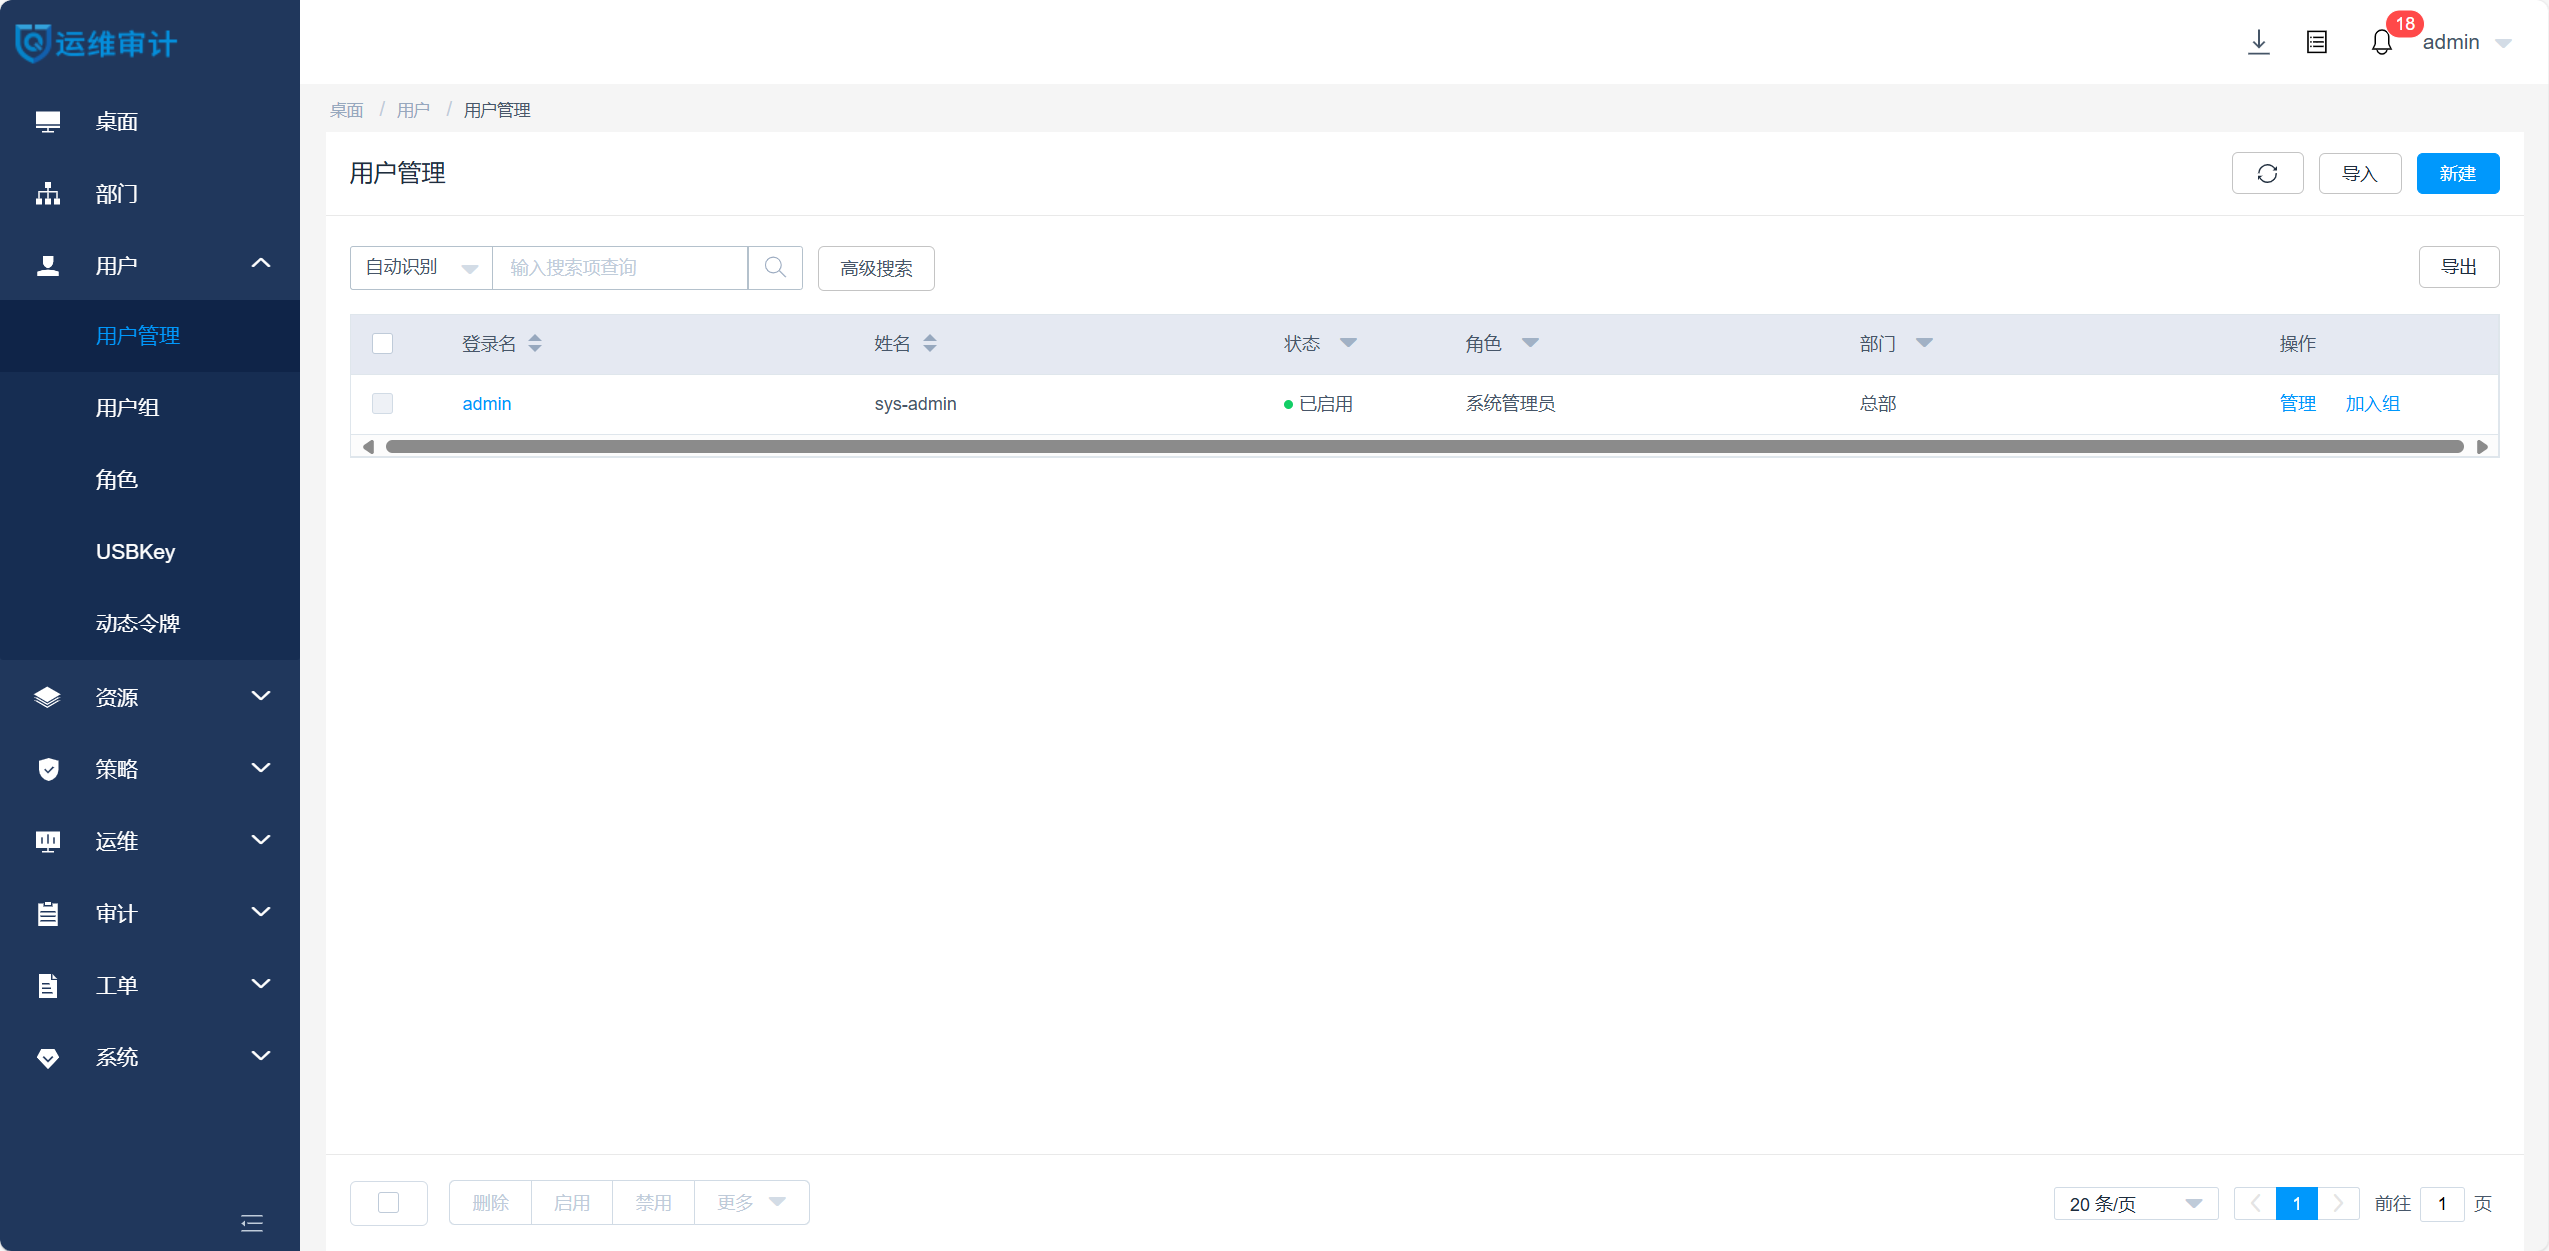 运维审计
18
admin
桌面
部门
用户
用户管理
用户组
角色
USBKey
动态令牌
资源
策略
运维
审计
工单
系统
桌面 / 用户 / 用户管理
用户管理
导入
新建
自动识别
输入搜索项查询
高级搜索
导出
登录名 姓名 状态 角色 部门 操作
admin sys-admin 已启用 系统管理员 总部 管理 加入组
删除 启用 禁用 更多
20 条/页
1
前往 1 页